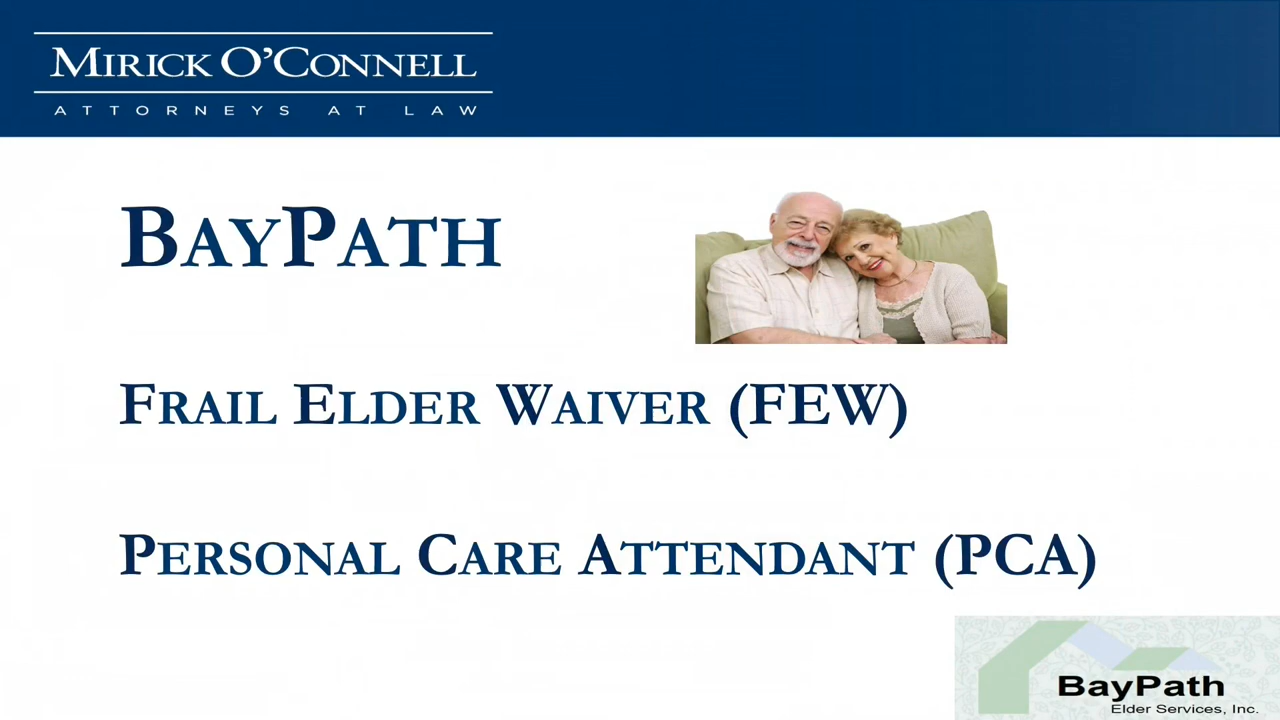 MIRICK O'CONNELL
ATTORNEYS AT LAW
BAYPATH
FRAIL ELDER WAIVER (FEW)
PERSONAL CARE ATTENDANT (PCA)
BayPath
Elder Services, Inc.